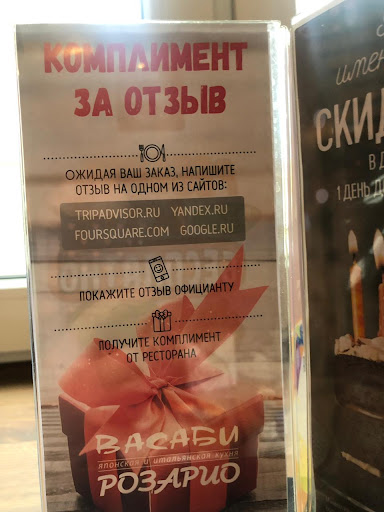 КОМПЛИМЕНТ
ЗА ОТЗЫВ
ОЖИДАЯ ВАШ ЗАКАЗ, НАПИШИТЕ
ОТЗЫВ НА ОДНОМ ИЗ САЙТОВ:
TRIPADVISOR.RU YANDEX.RU
FOURSQUARE.COM GOOGLE.RU
ПОКАЖИТЕ ОТЗЫВ ОФИЦИАНТУ
ПОЛУЧИТЕ КОМПЛИМЕНТ
ОТ РЕСТОРАНА
ВАСАБИ
ЯПОНСКАЯ И ИТАЛЬЯНСКАЯ КУХНЯ
РОЗАРИО
имен
СКИД
В Д
1 ДЕНЬ Д